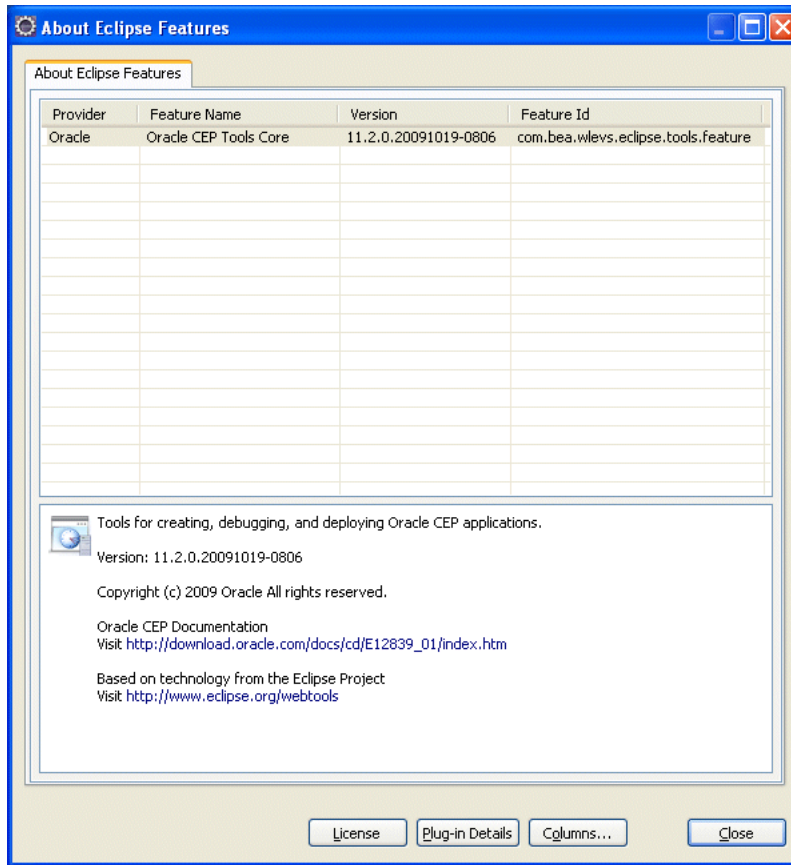 About Eclipse Features
About Eclipse Features
Provider Feature Name Version Feature Id
Oracle Oracle CEP Tools Core 11.2.0.20091019-0806 com.bea.wlevs.eclipse.tools.feature
Tools for creating, debugging, and deploying Oracle CEP applications.
Version: 11.2.0.20091019-0806
Copyright (c) 2009 Oracle All rights reserved.
Oracle CEP Documentation
Visit http://download.oracle.com/docs/cd/E12839_01/index.htm
Based on technology from the Eclipse Project
Visit http://www.eclipse.org/webtools
License Plug-in Details Columns... Close